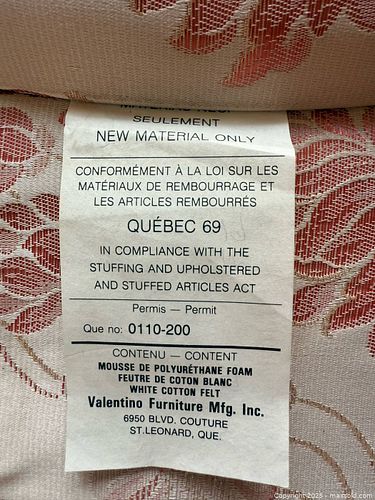 SEULEMENT
NEW MATERIAL ONLY
CONFORMÉMENT À LA LOI SUR LES
MATÉRIAUX DE REMBOURRAGE ET
LES ARTICLES REMBOURRÉS
QUÉBEC 69
IN COMPLIANCE WITH THE
STUFFING AND UPHOLSTERED
AND STUFFED ARTICLES ACT
Permis — Permit
Que no: 0110-200
CONTENU — CONTENT
MOUSSE DE POLYURÉTHANE FOAM
FEUTRE DE COTON BLANC
WHITE COTTON FELT
Valentino Furniture Mfg. Inc.
6950 BLVD. COUTURE
ST.LEONARD, QUE.
Copyright 2025 - maxsold.com